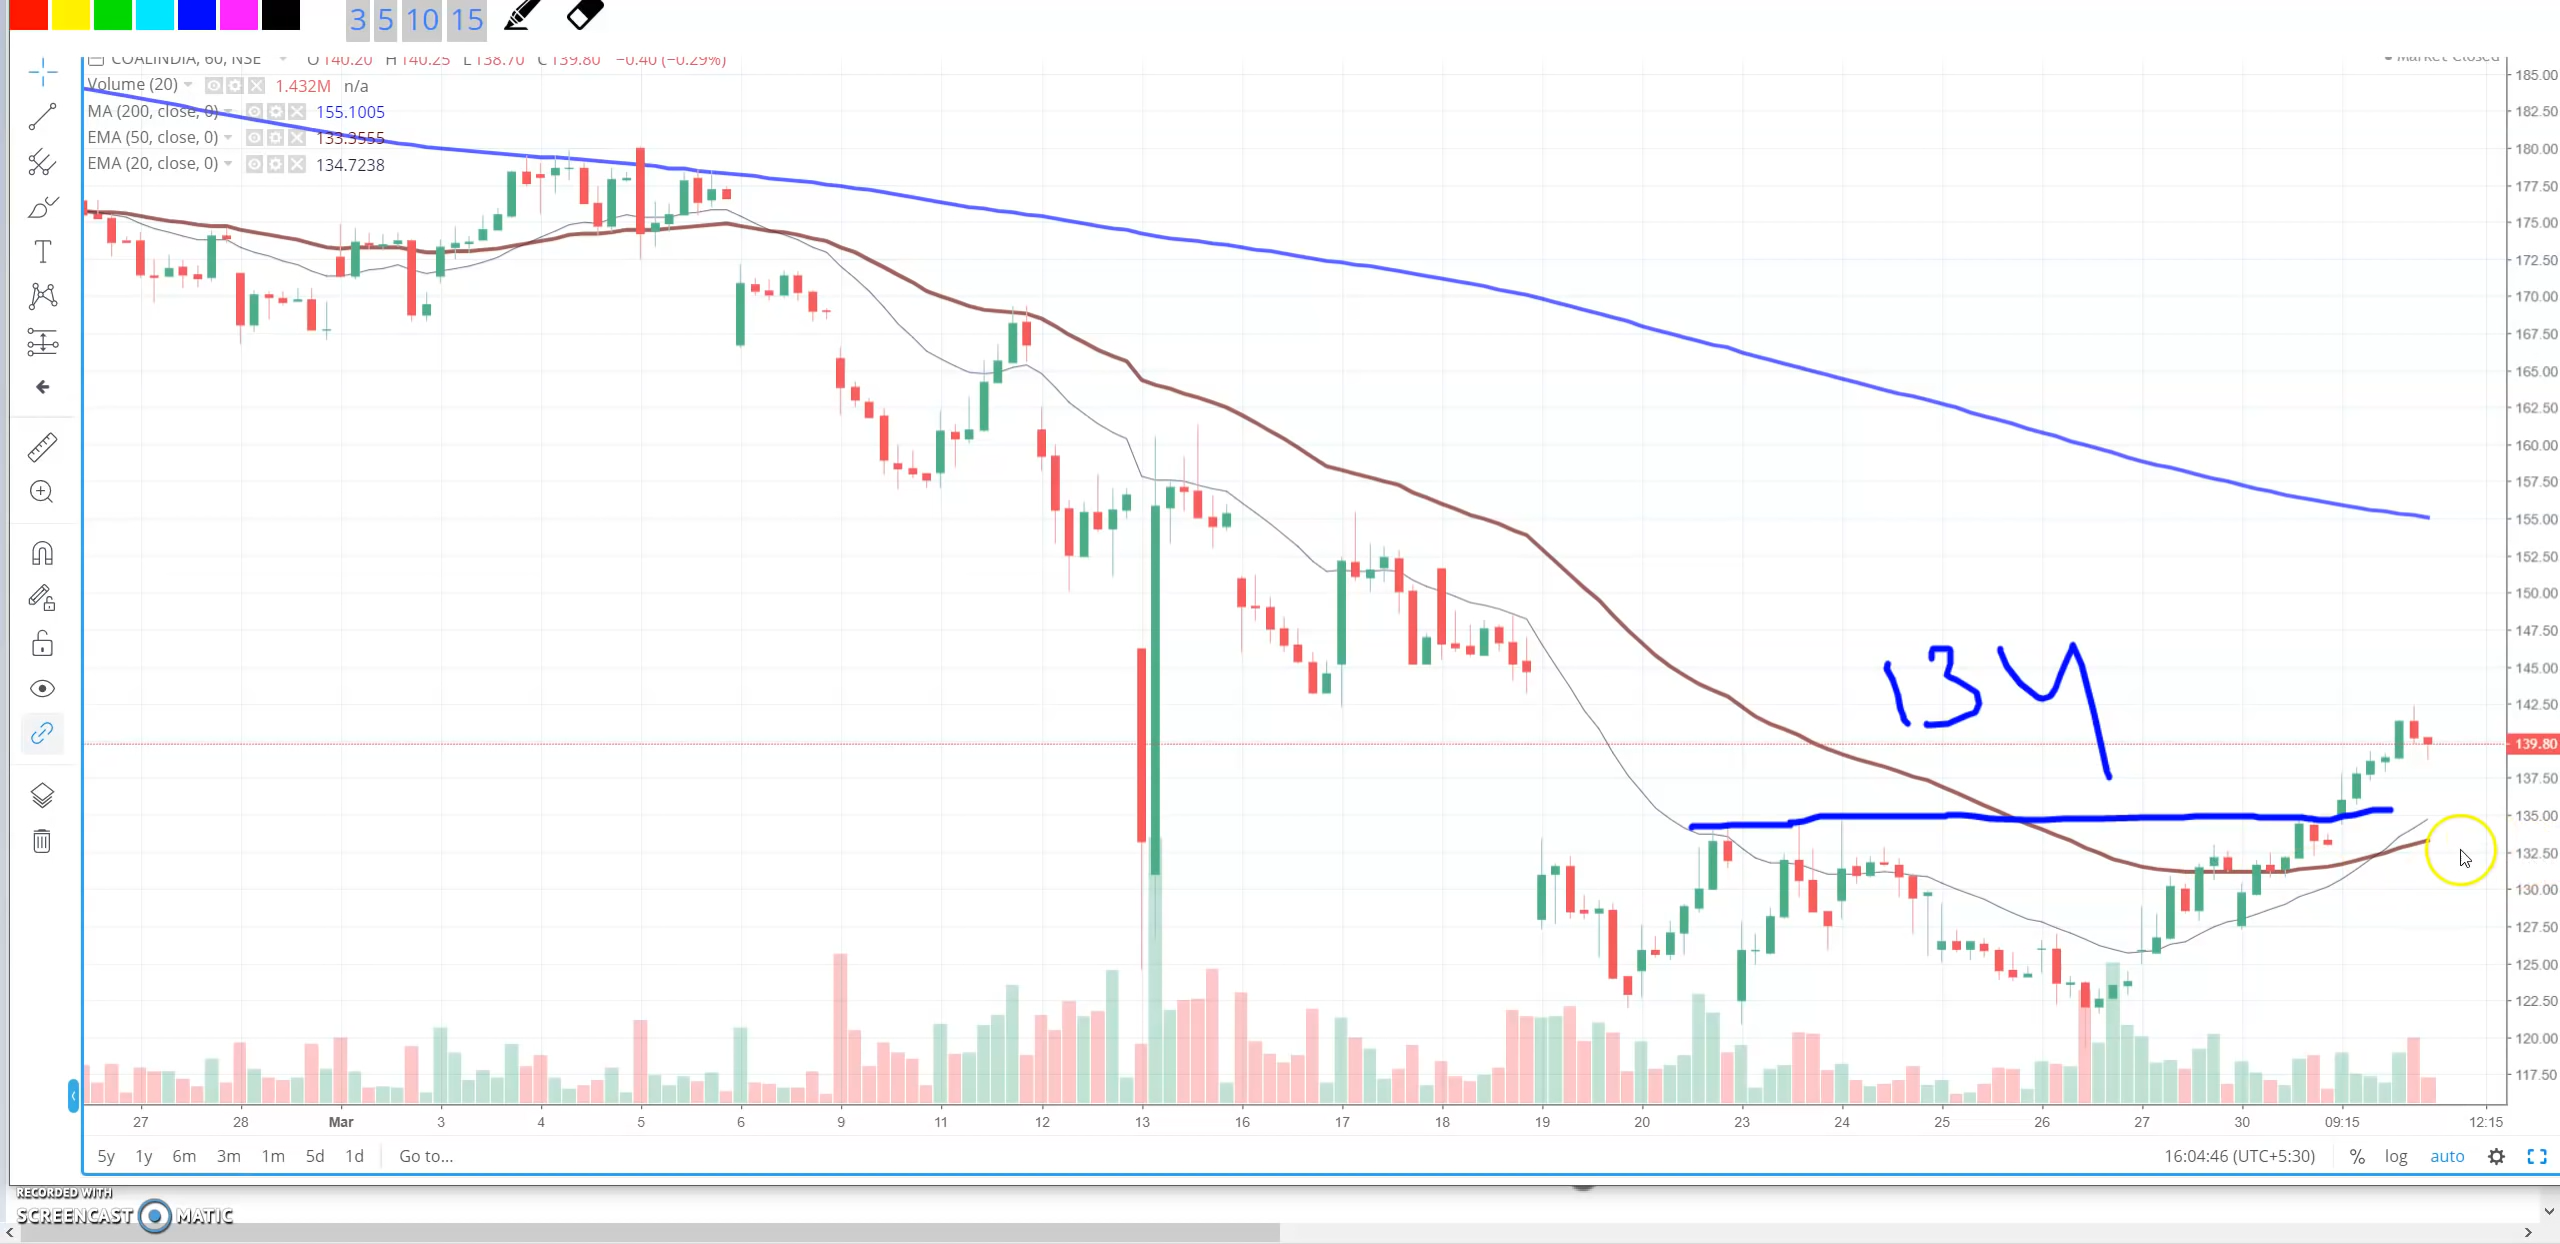 3 5 10 15
COALINDIA, 60, NSE O140.20 H140.25 L138.70 C139.80 −0.40 (−0.29%)
Market Closed
Volume (20) 1.432M n/a
MA (200, close, 0) 155.1005
EMA (50, close, 0) 133.3555
EMA (20, close, 0) 134.7238
185.00
182.50
180.00
177.50
175.00
172.50
170.00
167.50
165.00
162.50
160.00
157.50
155.00
152.50
150.00
147.50
145.00
142.50
139.80
137.50
135.00
132.50
130.00
127.50
125.00
122.50
120.00
117.50
134
27 28 Mar 3 4 5 6 9 11 12 13 16 17 18 19 20 23 24 25 26 27 30 09:15 12:15
5y 1y 6m 3m 1m 5d 1d Go to... 16:04:46 (UTC+5:30) % log auto
RECORDED WITH
SCREENCAST MATIC